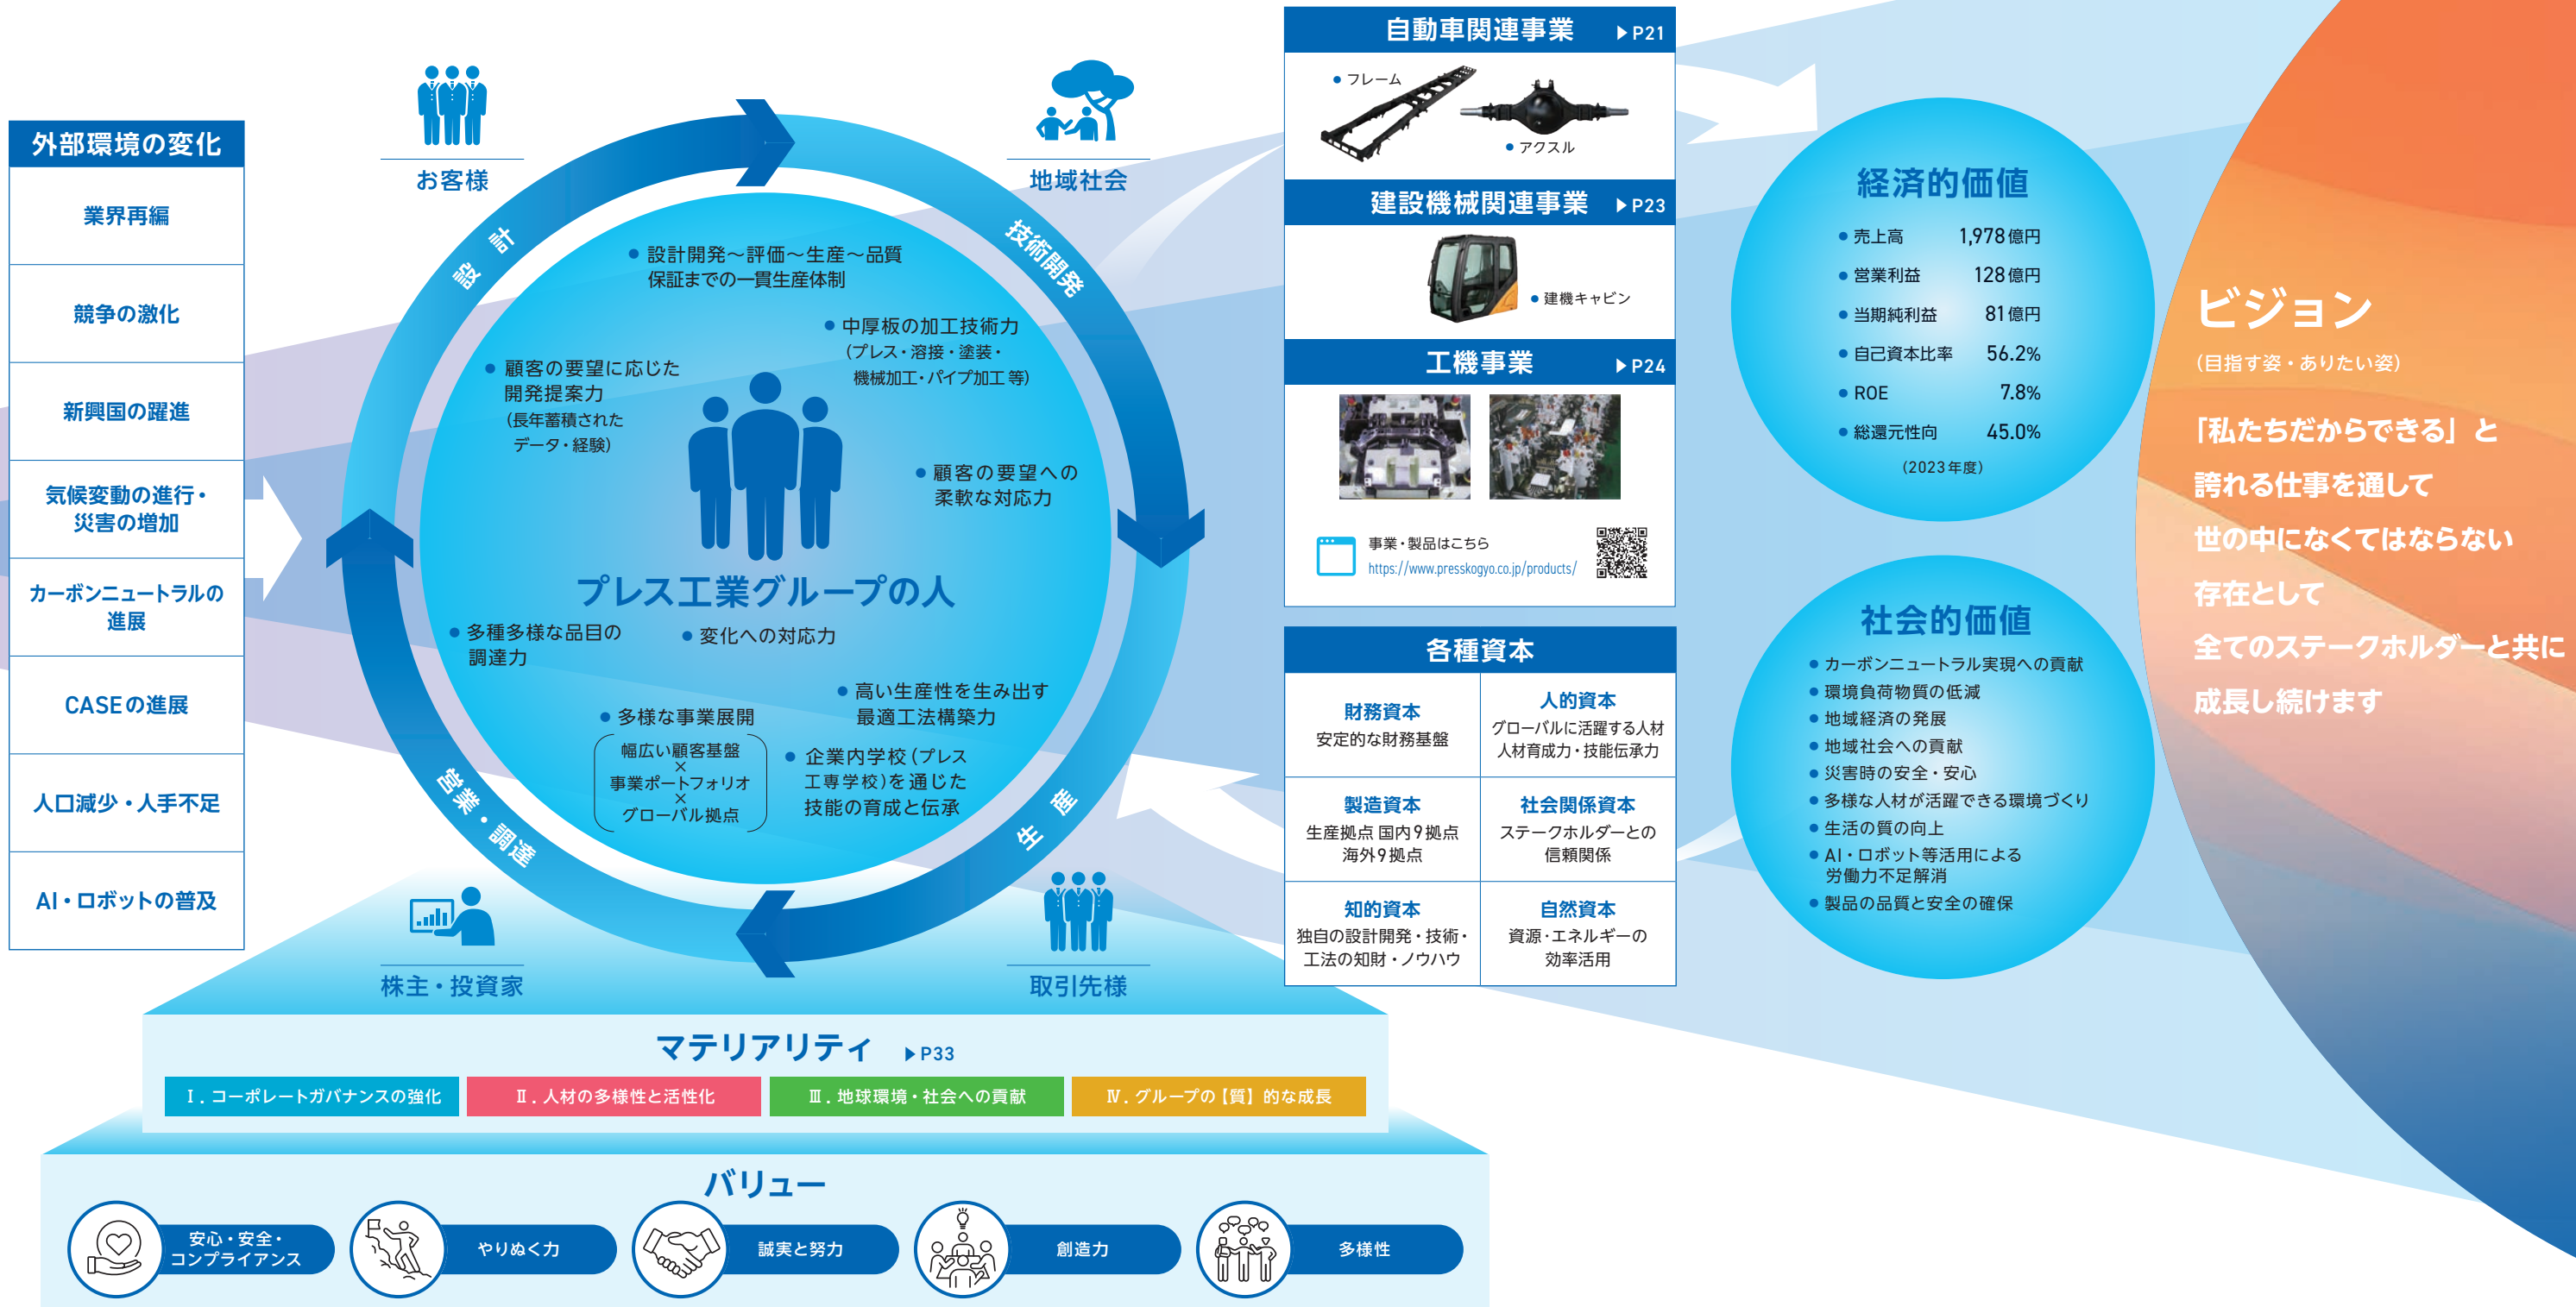 外部環境の変化
業界再編
競争の激化
新興国の躍進
気候変動の進行・
災害の増加
カーボンニュートラルの
進展
CASEの進展
人口減少・人手不足
AI・ロボットの普及
お客様
地域社会
設 計
技術開発
生 産
営業・調達
● 設計開発～評価～生産～品質
保証までの一貫生産体制
● 中厚板の加工技術力
（プレス・溶接・塗装・
機械加工・パイプ加工 等）
● 顧客の要望に応じた
開発提案力
（長年蓄積された
データ・経験）
● 顧客の要望への
柔軟な対応力
プレス工業グループの人
● 多種多様な品目の
調達力
● 変化への対応力
● 高い生産性を生み出す
最適工法構築力
● 多様な事業展開
幅広い顧客基盤
×
事業ポートフォリオ
×
グローバル拠点
● 企業内学校（プレス
工専学校）を通じた
技能の育成と伝承
株主・投資家
取引先様
自動車関連事業 ▶P21
● フレーム
● アクスル
建設機械関連事業 ▶P23
● 建機キャビン
工機事業 ▶P24
事業・製品はこちら
https://www.presskogyo.co.jp/products/
各種資本
財務資本
安定的な財務基盤
人的資本
グローバルに活躍する人材
人材育成力・技能伝承力
製造資本
生産拠点 国内9拠点
海外9拠点
社会関係資本
ステークホルダーとの
信頼関係
知的資本
独自の設計開発・技術・
工法の知財・ノウハウ
自然資本
資源・エネルギーの
効率活用
経済的価値
● 売上高 1,978億円
● 営業利益 128億円
● 当期純利益 81億円
● 自己資本比率 56.2%
● ROE 7.8%
● 総還元性向 45.0%
（2023年度）
社会的価値
● カーボンニュートラル実現への貢献
● 環境負荷物質の低減
● 地域経済の発展
● 地域社会への貢献
● 災害時の安全・安心
● 多様な人材が活躍できる環境づくり
● 生活の質の向上
● AI・ロボット等活用による
労働力不足解消
● 製品の品質と安全の確保
ビジョン
（目指す姿・ありたい姿）
「私たちだからできる」と
誇れる仕事を通して
世の中になくてはならない
存在として
全てのステークホルダーと共に
成長し続けます
マテリアリティ ▶P33
Ⅰ. コーポレートガバナンスの強化
Ⅱ. 人材の多様性と活性化
Ⅲ. 地球環境・社会への貢献
Ⅳ. グループの【質】的な成長
バリュー
安心・安全・
コンプライアンス
やりぬく力
誠実と努力
創造力
多様性